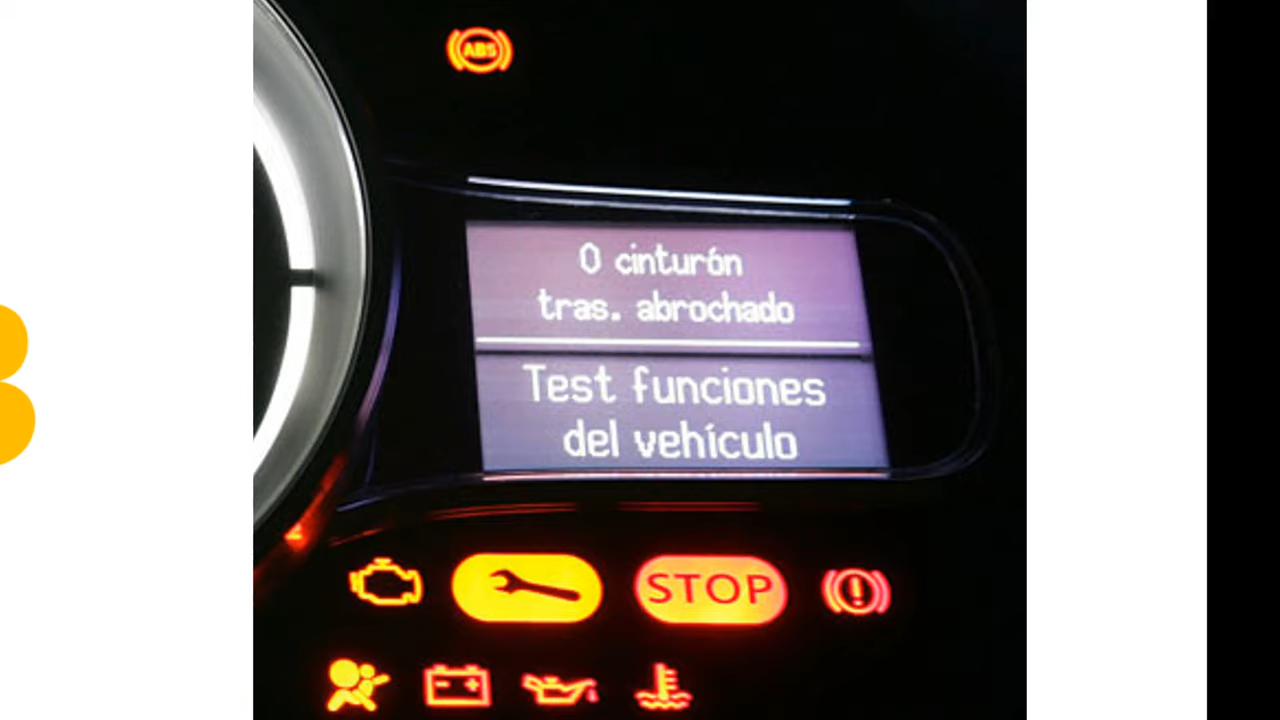 ABS
0 cinturón
tras. abrochado
Test funciones
del vehículo
STOP